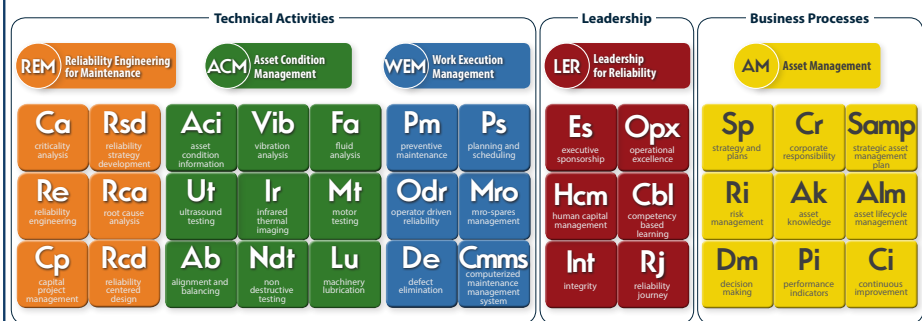 Technical Activities
Leadership
Business Processes
REM Reliability Engineering
for Maintenance
ACM Asset Condition
Management
WEM Work Execution
Management
LER Leadership
for Reliability
AM Asset Management
Ca
criticality
analysis
Rsd
reliability
strategy
development
Re
reliability
engineering
Rca
root cause
analysis
Cp
capital
project
management
Rcd
reliability
centered
design
Aci
asset
condition
information
Vib
vibration
analysis
Fa
fluid
analysis
Ut
ultrasound
testing
Ir
infrared
thermal
imaging
Mt
motor
testing
Ab
alignment and
balancing
Ndt
non
destructive
testing
Lu
machinery
lubrication
Pm
preventive
maintenance
Ps
planning and
scheduling
Odr
operator driven
reliability
Mro
mro-spares
management
De
defect
elimination
Cmms
computerized
maintenance
management
system
Es
executive
sponsorship
Opx
operational
excellence
Hcm
human capital
management
Cbl
competency
based
learning
Int
integrity
Rj
reliability
journey
Sp
strategy and
plans
Cr
corporate
responsibility
Samp
strategic asset
management
plan
Ri
risk
management
Ak
asset
knowledge
Alm
asset lifecycle
management
Dm
decision
making
Pi
performance
indicators
Ci
continuous
improvement